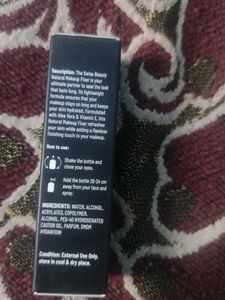 Description: The Swiss Beauty
Natural Makeup Fixer is your
ultimate partner to seal the look
that lasts long. Its lightweight
formula ensures that your
makeup stays on long and keeps
your skin hydrated. Formulated
with Aloe Vera & Vitamin E, this
Natural Makeup Fixer refreshes
your skin while adding a flawless
finishing touch to your makeup.
How to use:
Shake the bottle and
close your eyes.
Hold the bottle 20-24 cm
away from your face and
spray.
INGREDIENTS: WATER, ALCOHOL,
ACRYLATES, COPOLYMER,
ALCOHOL, PEG-40 HYDROGENATED
CASTOR OIL, PARFUM, DMDM
HYDANTOIN
Condition: External Use Only,
store in cool & dry place.